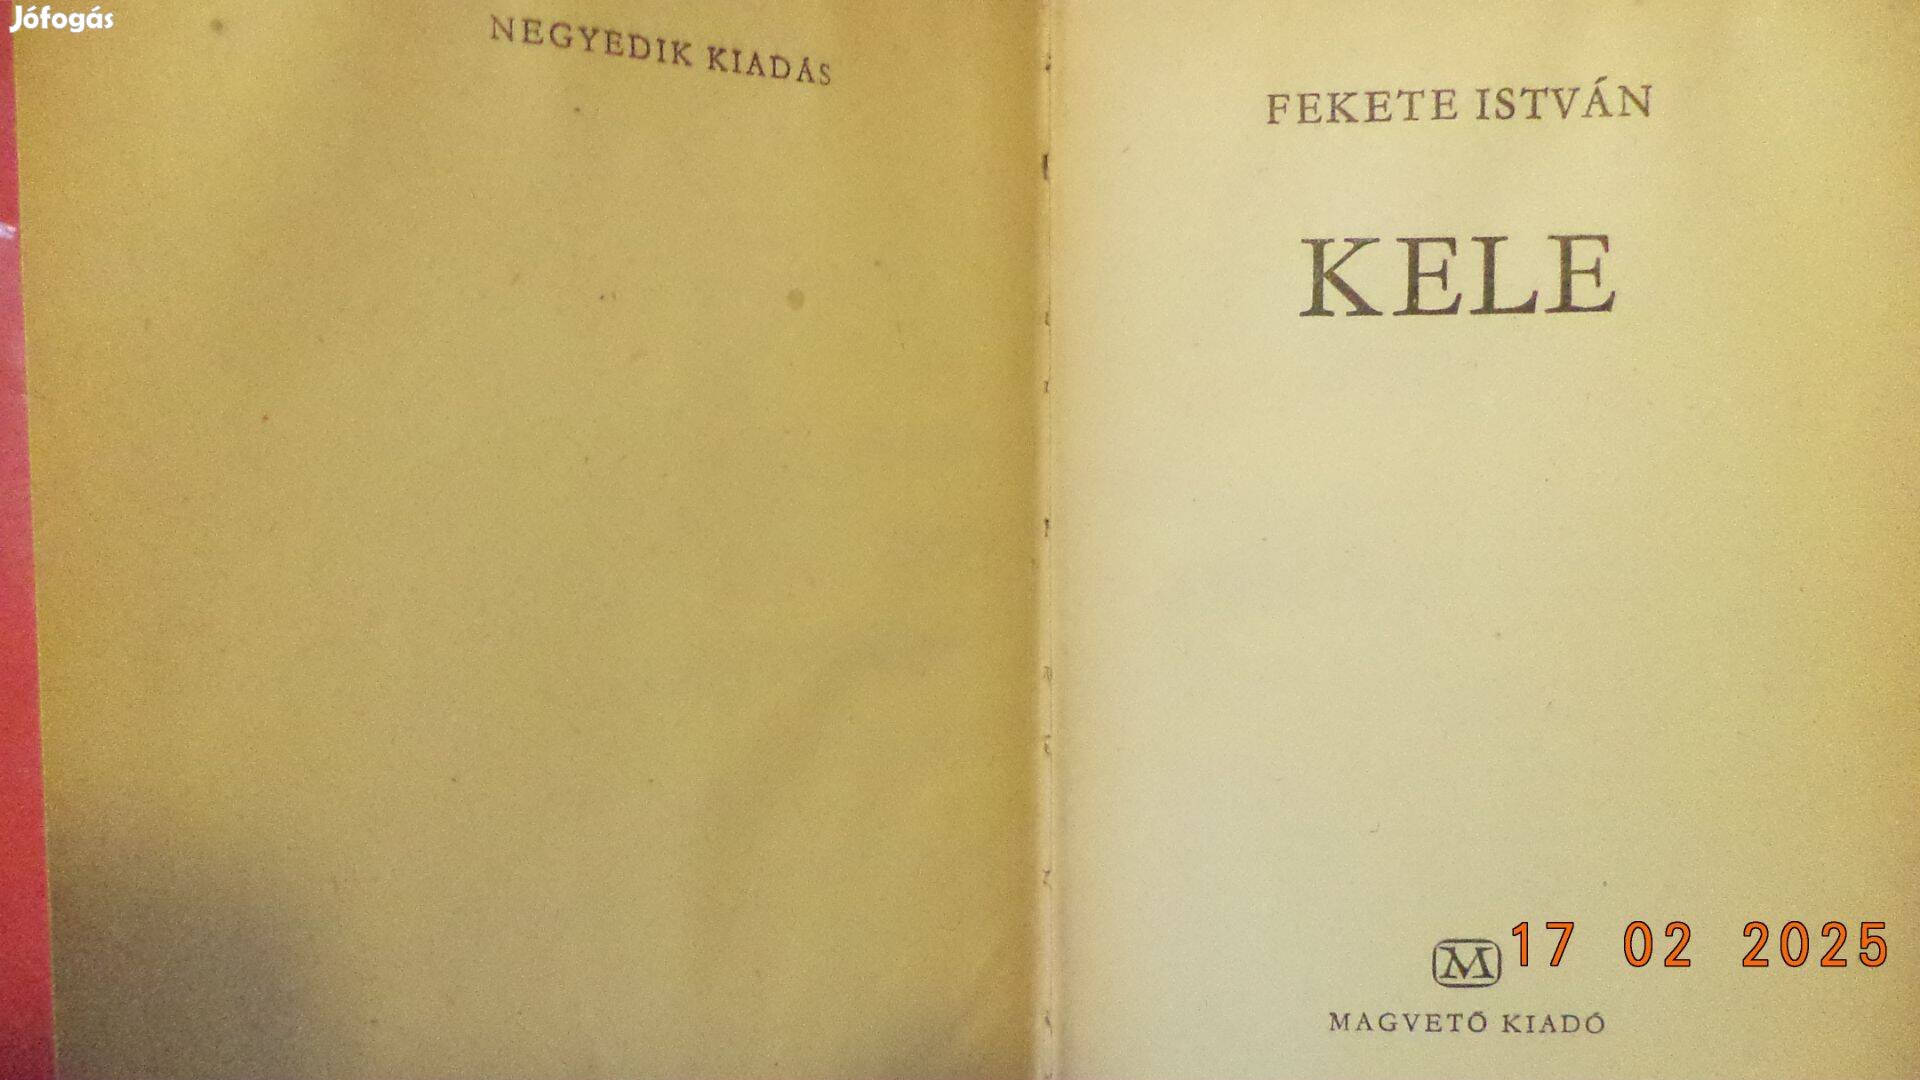 Jófogás
NEGYEDIK KIADÁS
FEKETE ISTVÁN
KELE
M
17 02 2025
MAGVETŐ KIADÓ